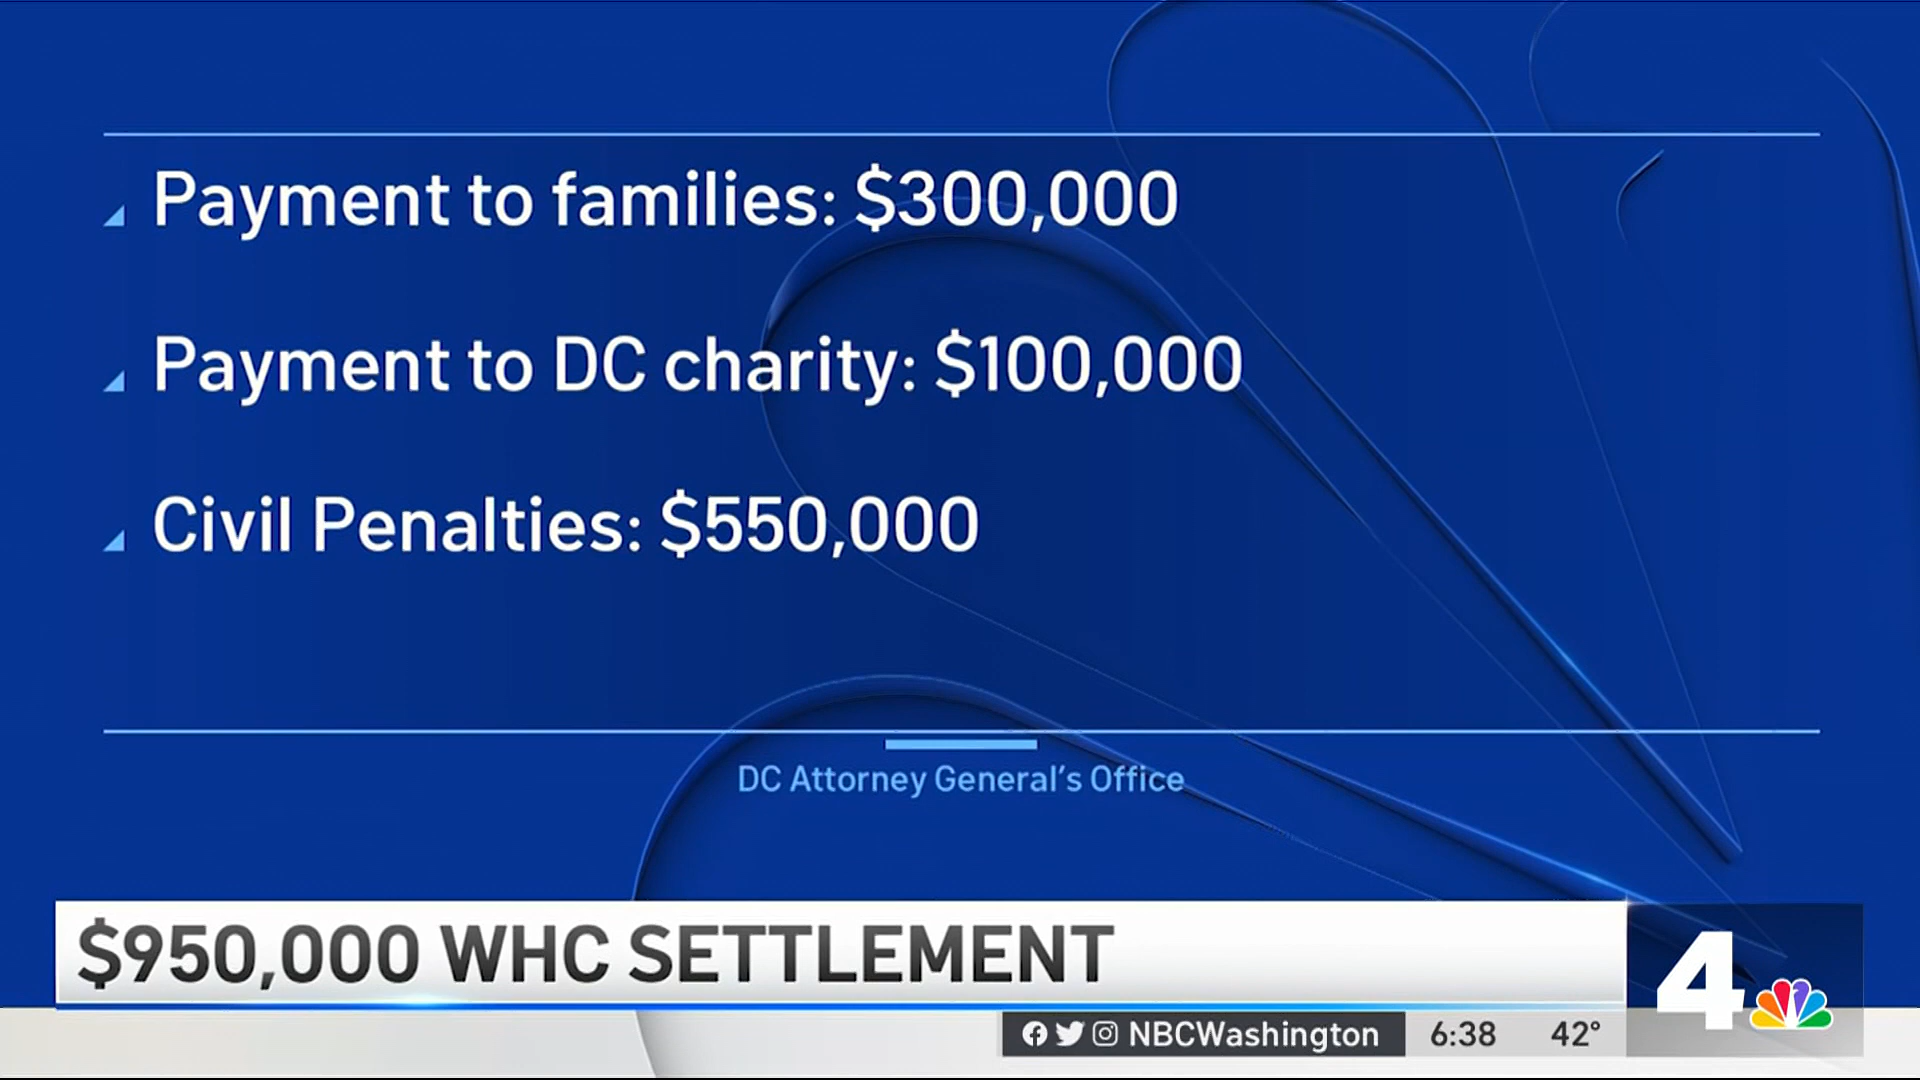 Payment to families: $300,000
Payment to DC charity: $100,000
Civil Penalties: $550,000
DC Attorney General's Office
$950,000 WHC SETTLEMENT
4
NBCWashington 6:38 42°